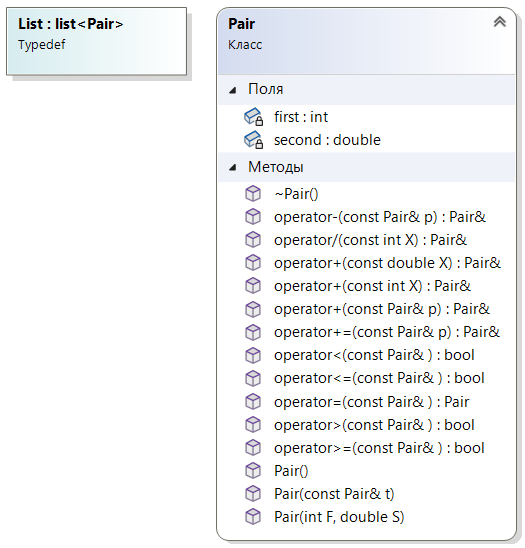 List : list<Pair>
Typedef
Pair
Класс
Поля
first : int
second : double
Методы
~Pair()
operator-(const Pair& p) : Pair&
operator/(const int X) : Pair&
operator+(const double X) : Pair&
operator+(const int X) : Pair&
operator+(const Pair& p) : Pair&
operator+=(const Pair& p) : Pair&
operator<(const Pair& ) : bool
operator<=(const Pair& ) : bool
operator=(const Pair& ) : Pair
operator>(const Pair& ) : bool
operator>=(const Pair& ) : bool
Pair()
Pair(const Pair& t)
Pair(int F, double S)